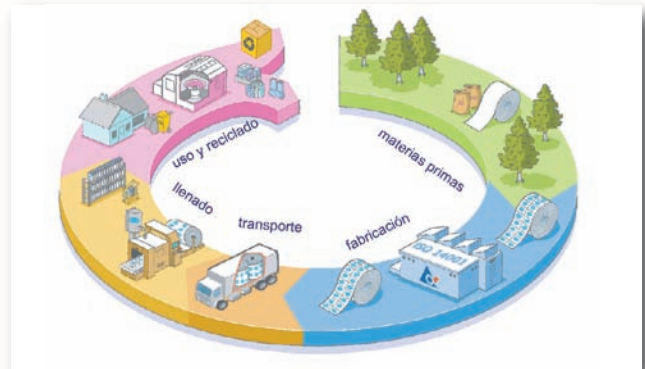 materias primas
fabricación
ISO 14001
transporte
llenado
uso y reciclado